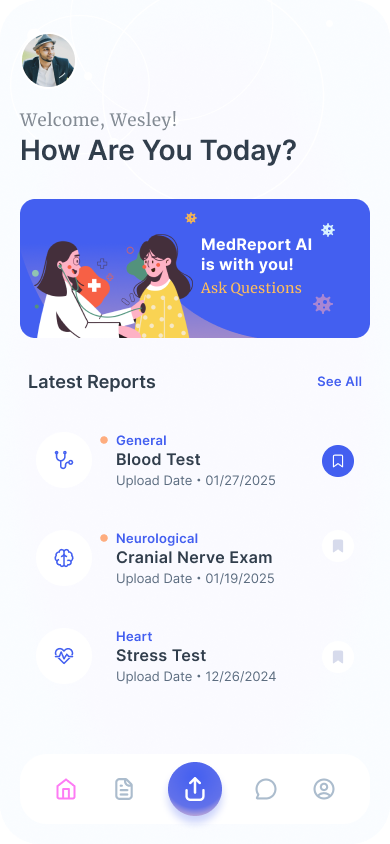 Welcome, Wesley!
How Are You Today?
MedReport AI
is with you!
Ask Questions
Latest Reports
See All
General
Blood Test
Upload Date • 01/27/2025
Neurological
Cranial Nerve Exam
Upload Date • 01/19/2025
Heart
Stress Test
Upload Date • 12/26/2024